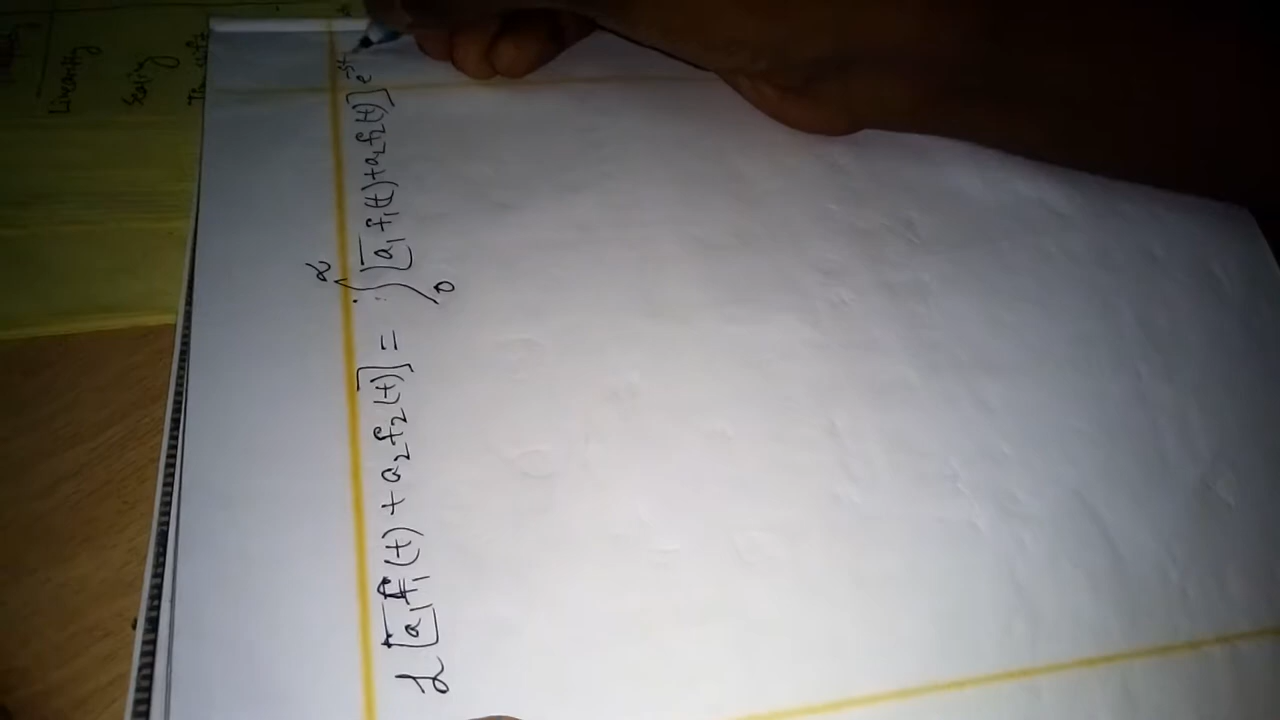 Linearity
Scaling
L[a₁f₁(t) + a₂f₂(t)] = ∫₀^∝ [a₁f₁(t) + a₂f₂(t)] e^-st